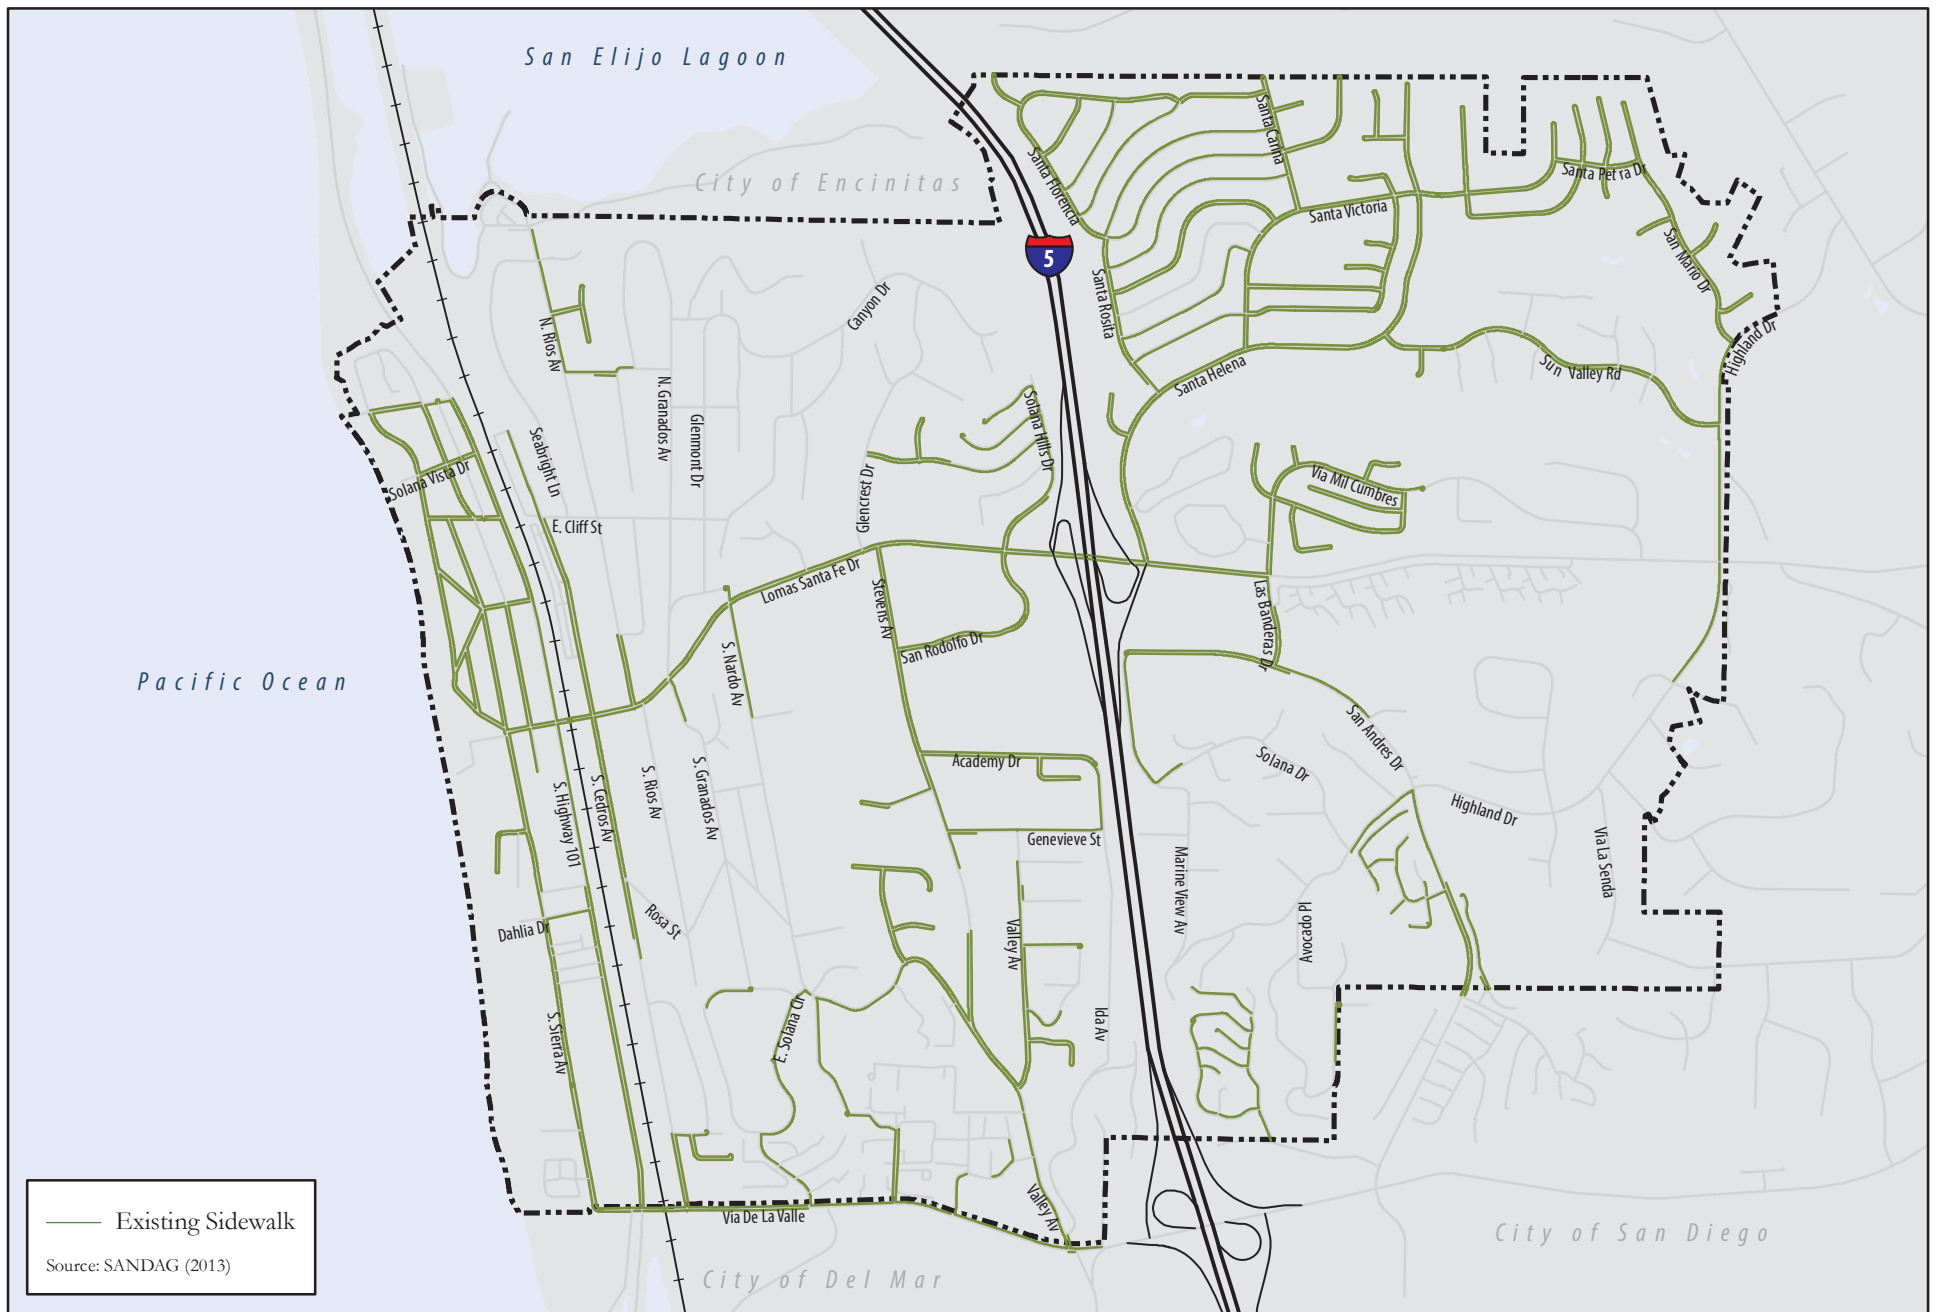 San Elijo Lagoon
City of Encinitas
Santa Carina
Santa Florencia
Santa Petra Dr
Santa Victoria
San Mario Dr
5
Santa Rosita
Canyon Dr
N. Rios Av
Highland Dr
Sun Valley Rd
Santa Helena
N. Granados Av
Glenmont Dr
Solana Hills Dr
Seabright Ln
Solana Vista Dr
Glencrest Dr
Via Mil Cumbres
E. Cliff St
Lomas Santa Fe Dr
Stevens Av
Las Banderas Dr
San Rodolfo Dr
S. Nardo Av
Pacific Ocean
San Andres Dr
Academy Dr
Solana Dr
S. Highway 101
S. Cedros Av
S. Rios Av
S. Granados Av
Highland Dr
Genevieve St
Marine View Av
Via La Senda
Rosa St
Dahlia Dr
Valley Av
Avocado Pl
S. Sierra Av
E. Solana Cir
Ida Av
Valley Av
Via De La Valle
Existing Sidewalk
Source: SANDAG (2013)
City of San Diego
City of Del Mar